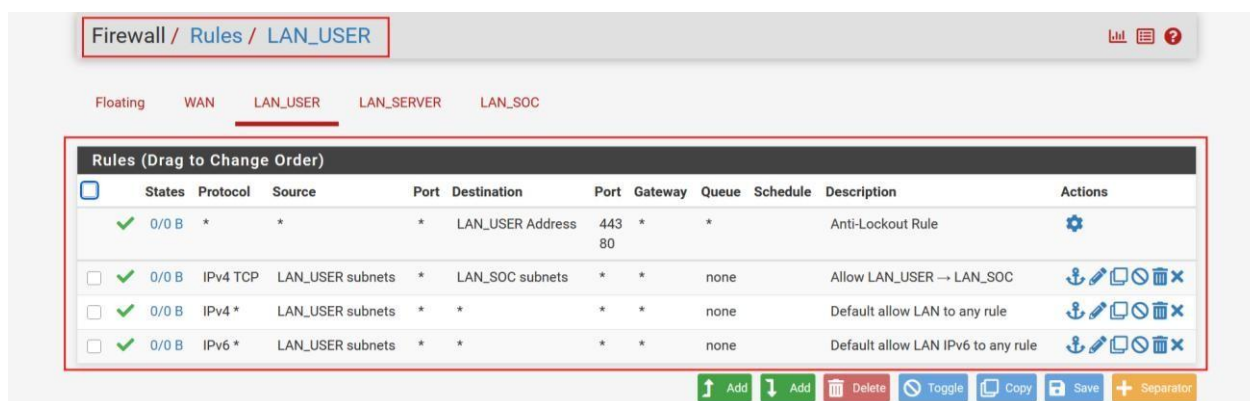 Firewall / Rules / LAN_USER
Floating WAN LAN_USER LAN_SERVER LAN_SOC
Rules (Drag to Change Order)
States Protocol Source Port Destination Port Gateway Queue Schedule Description Actions
0/0 B * * * LAN_USER Address 443 * * Anti-Lockout Rule
80
0/0 B IPv4 TCP LAN_USER subnets * LAN_SOC subnets * * none Allow LAN_USER → LAN_SOC
0/0 B IPv4 * LAN_USER subnets * * * * none Default allow LAN to any rule
0/0 B IPv6 * LAN_USER subnets * * * * none Default allow LAN IPv6 to any rule
Add Add Delete Toggle Copy Save Separator